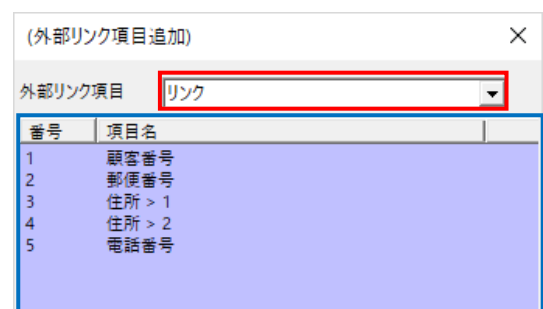 (外部リンク項目追加)
外部リンク項目 リンク
番号 項目名
1 顧客番号
2 郵便番号
3 住所 > 1
4 住所 > 2
5 電話番号